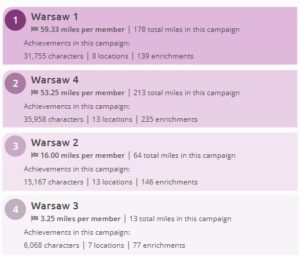 1
Warsaw 1
59.33 miles per member | 178 total miles in this campaign
Achievements in this campaign:
31,755 characters | 8 locations | 139 enrichments
2
Warsaw 4
53.25 miles per member | 213 total miles in this campaign
Achievements in this campaign:
35,958 characters | 13 locations | 235 enrichments
3
Warsaw 2
16.00 miles per member | 64 total miles in this campaign
Achievements in this campaign:
15,167 characters | 13 locations | 146 enrichments
4
Warsaw 3
3.25 miles per member | 13 total miles in this campaign
Achievements in this campaign:
6,068 characters | 7 locations | 77 enrichments